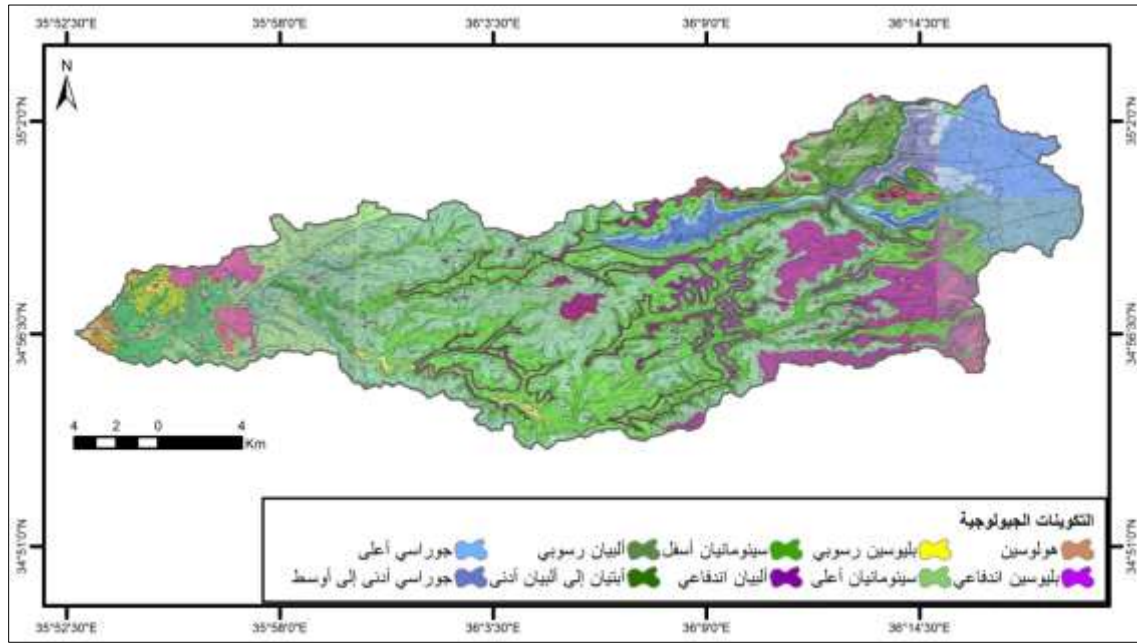 35°52'30"E 35°58'0"E 36°3'30"E 36°9'0"E 36°14'30"E
N
35°2'0"N 35°2'0"N
34°56'30"N 34°56'30"N
4 2 0 4
Km
التكوينات الجيولوجية
هولوسين بليوسين رسوبي سينومانيان أسفل ألبيان رسوبي جوراسي أعلى
بليوسين اندفاعي سينومانيان أعلى ألبيان اندفاعي أبتيان إلى ألبيان أدنى جوراسي أدنى إلى أوسط
34°51'0"N 34°51'0"N
35°52'30"E 35°58'0"E 36°3'30"E 36°9'0"E 36°14'30"E